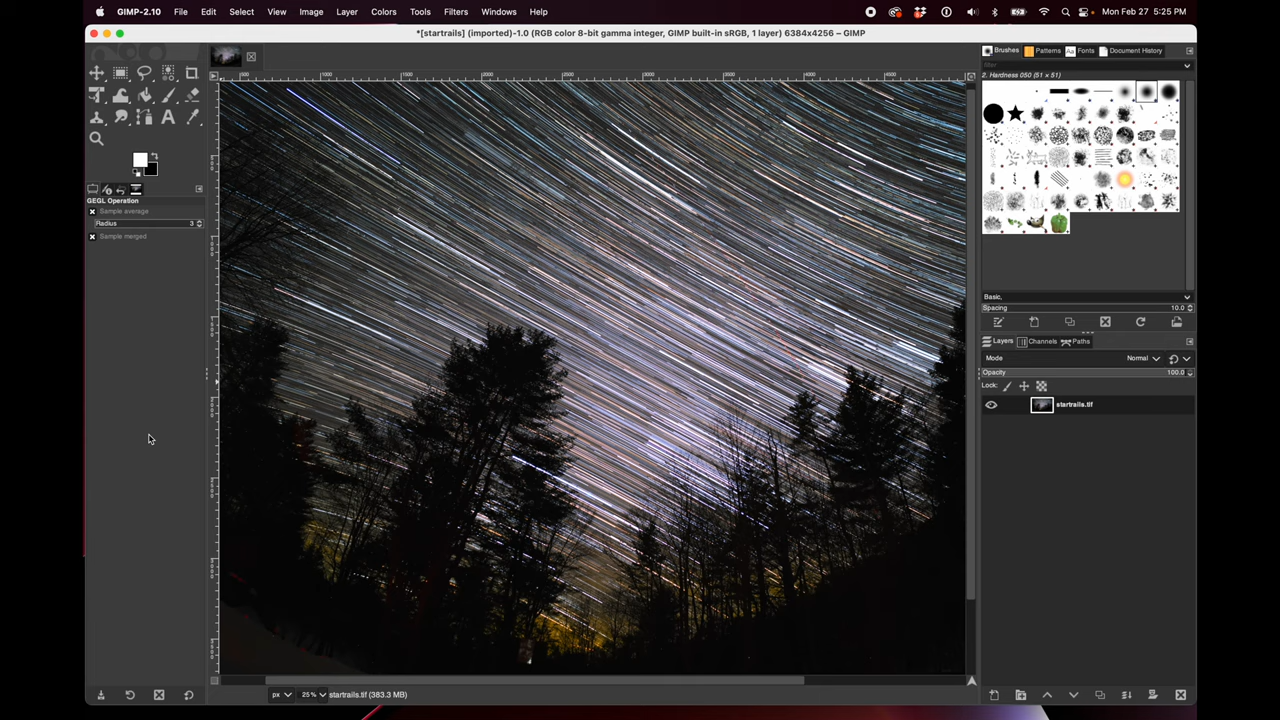 GIMP-2.10 File Edit Select View Image Layer Colors Tools Filters Windows Help Mon Feb 27 5:25 PM
*[startrails] (imported)-1.0 (RGB color 8-bit gamma integer, GIMP built-in sRGB, 1 layer) 6384x4256 – GIMP
Brushes Patterns Aa Fonts Document History
filter
2. Hardness 050 (51 × 51)
GEGL Operation
Sample average
Radius 3
Sample merged
Basic,
Spacing 10.0
Layers Channels Paths
Mode Normal
Opacity 100.0
Lock:
startrails.tif
px 25% startrails.tif (383.3 MB)